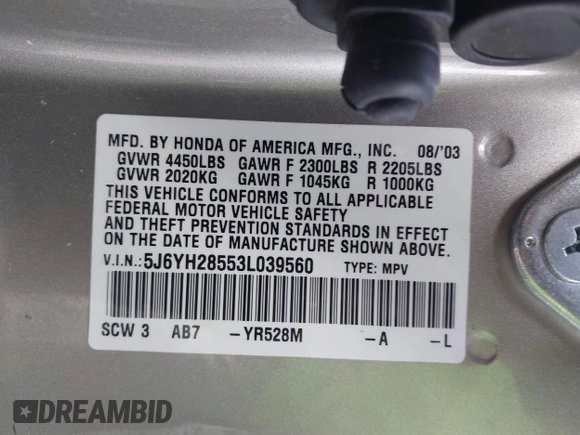 MFD. BY HONDA OF AMERICA MFG., INC. 08/'03
GVWR 4450LBS GAWR F 2300LBS R 2205LBS
GVWR 2020KG GAWR F 1045KG R 1000KG
THIS VEHICLE CONFORMS TO ALL APPLICABLE
FEDERAL MOTOR VEHICLE SAFETY
AND THEFT PREVENTION STANDARDS IN EFFECT
ON THE DATE OF MANUFACTURE SHOWN ABOVE.
V.I.N.: 5J6YH28553L039560 TYPE: MPV
SCW 3 AB7 -YR528M -A -L
DREAMBID